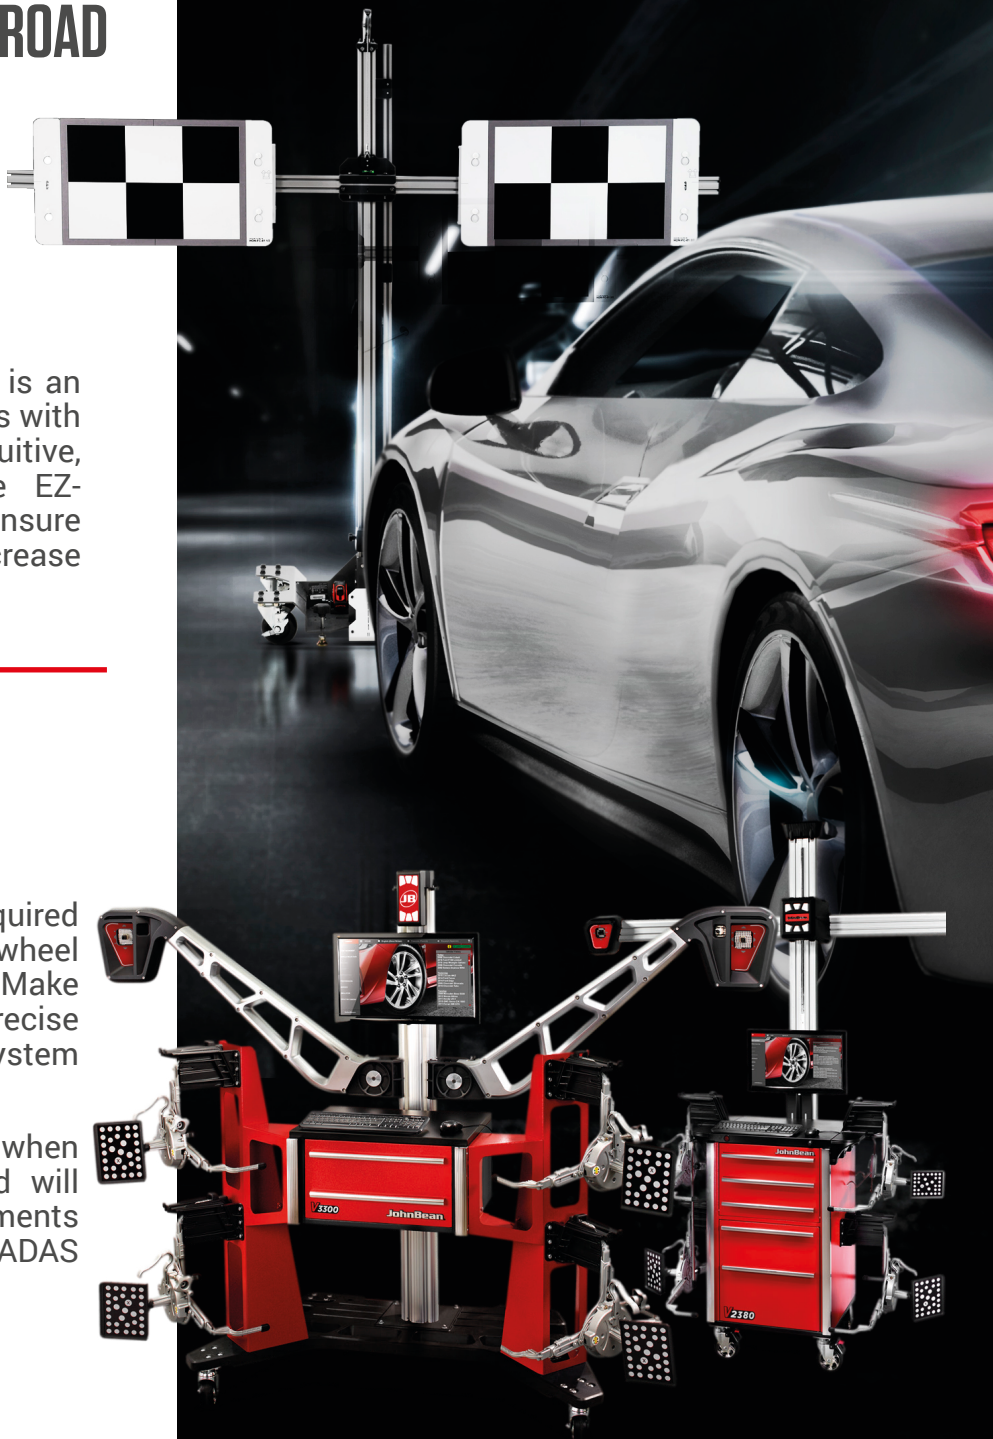 ROAD
is an
s with
uitive,
e EZ-
nsure
crease
quired
wheel
Make
recise
ystem
when
d will
ments
ADAS
JB
V3300
JohnBean
JohnBean
V2380